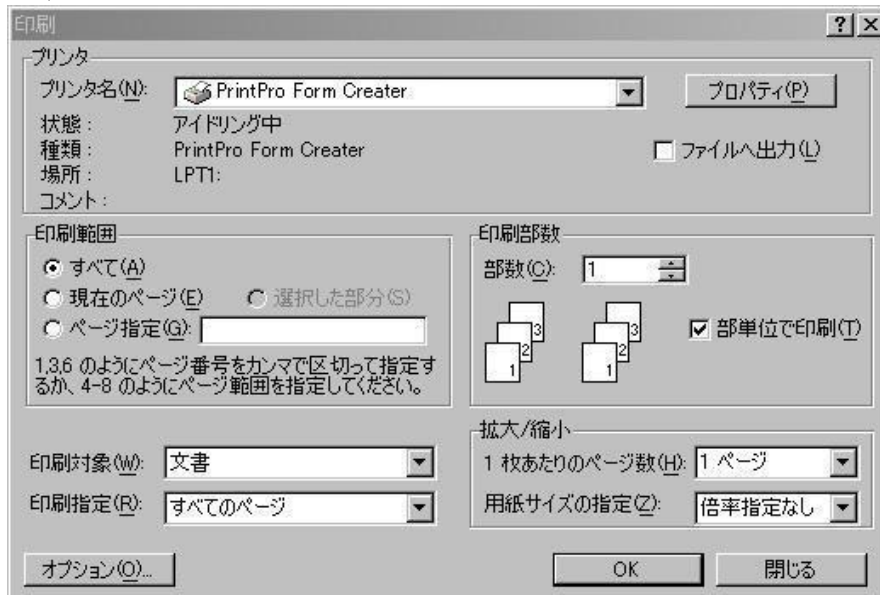 印刷
プリンタ
プリンタ名(N): PrintPro Form Creater プロパティ(P)
状態： アイドリング中
種類： PrintPro Form Creater ファイルへ出力(L)
場所： LPT1:
コメント：
印刷範囲
すべて(A)
現在のページ(E) 選択した部分(S)
ページ指定(G):
1,3,6 のようにページ番号をカンマで区切って指定す
るか、4-8 のようにページ範囲を指定してください。
印刷部数
部数(C): 1
3 3
2 2
1 1
部単位で印刷(T)
印刷対象(W): 文書
印刷指定(R): すべてのページ
拡大/縮小
1 枚あたりのページ数(H): 1 ページ
用紙サイズの指定(Z): 倍率指定なし
オプション(O)... OK 閉じる